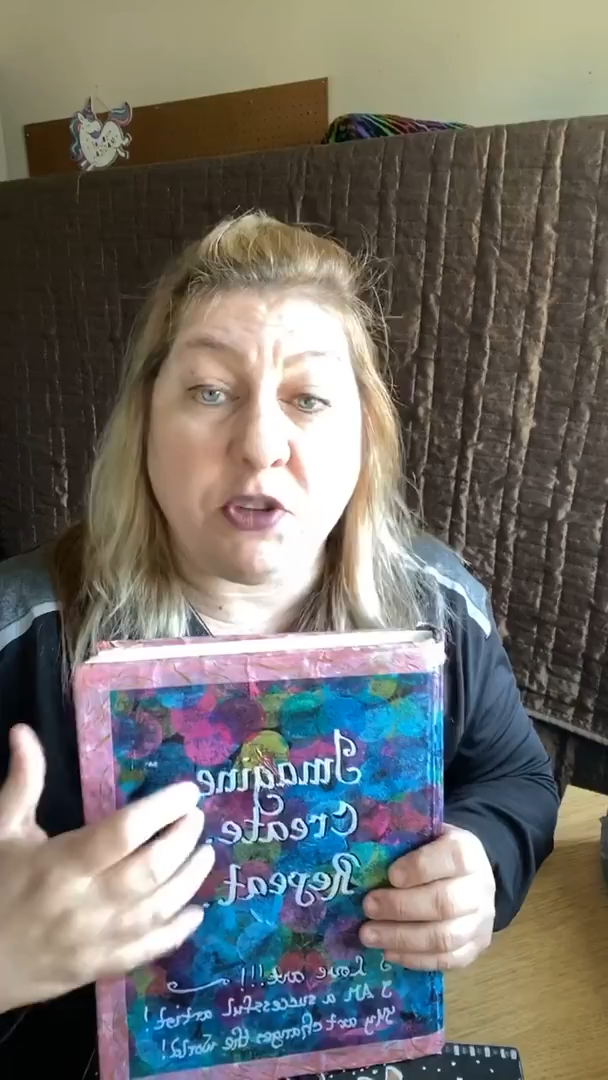 Imagine
Create.
Repeat.
I Love art!!!
I AM a successful artist!
My art changes the world!